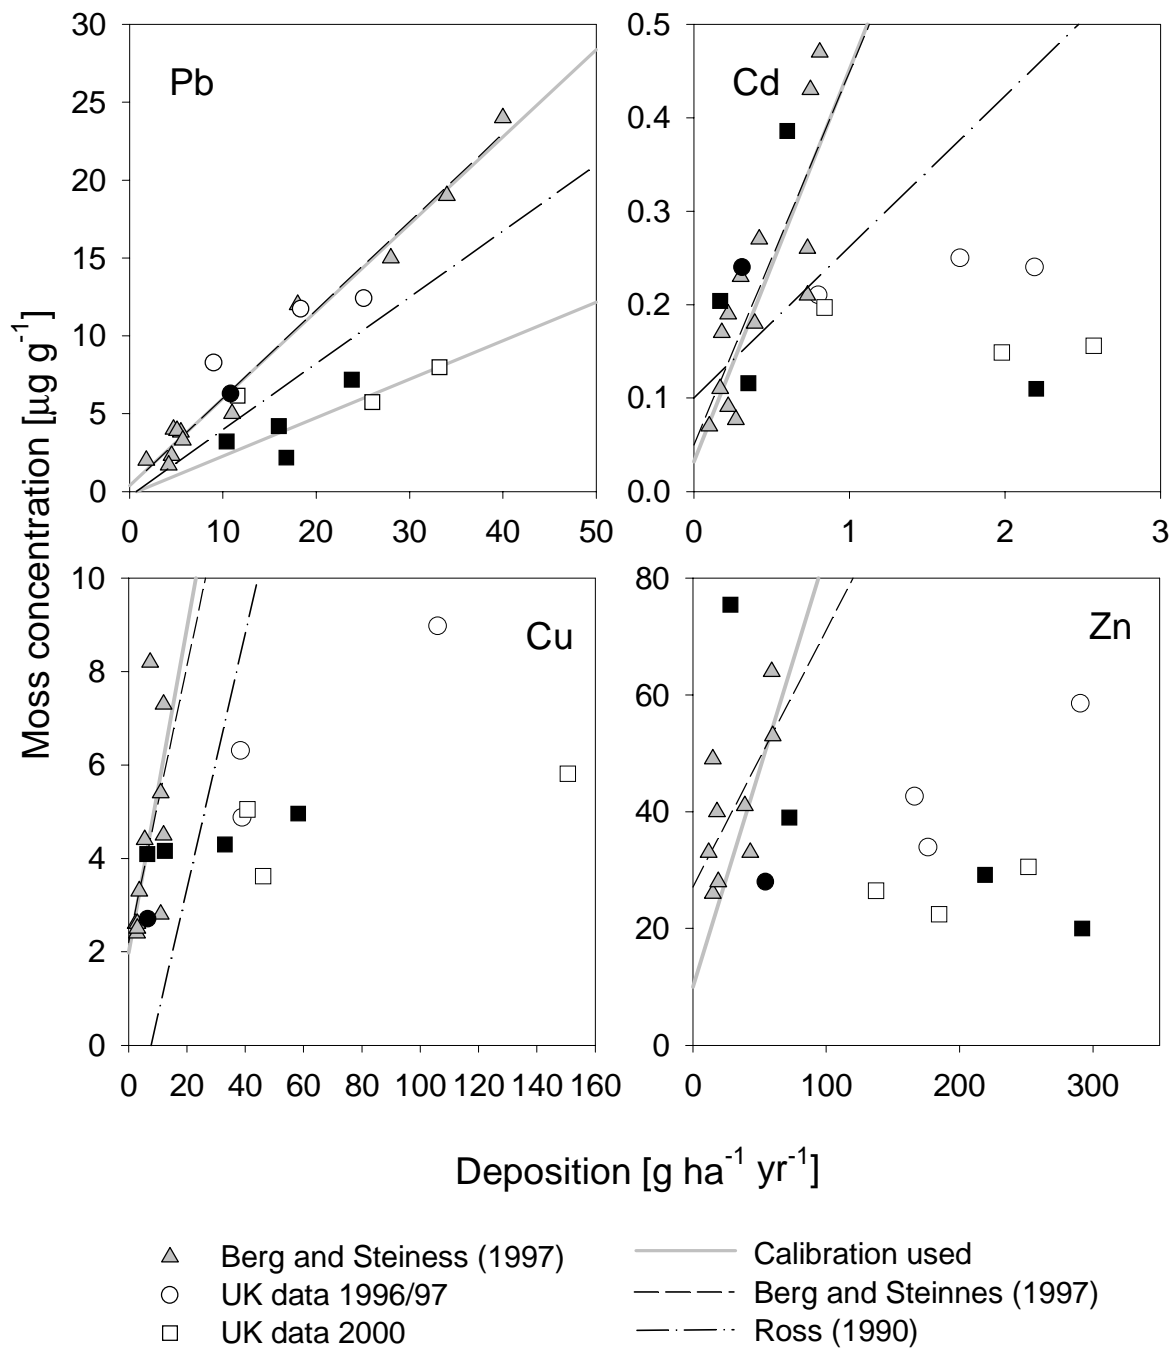 Moss concentration [µg g⁻¹]
30
25
20
15
10
5
0
Pb
0 10 20 30 40 50
0.5
0.4
0.3
0.2
0.1
0.0
Cd
0 1 2 3
10
8
6
4
2
0
Cu
0 20 40 60 80 100 120 140 160
80
60
40
20
0
Zn
0 100 200 300
Deposition [g ha⁻¹ yr⁻¹]
Berg and Steiness (1997)
UK data 1996/97
UK data 2000
Calibration used
Berg and Steinnes (1997)
Ross (1990)